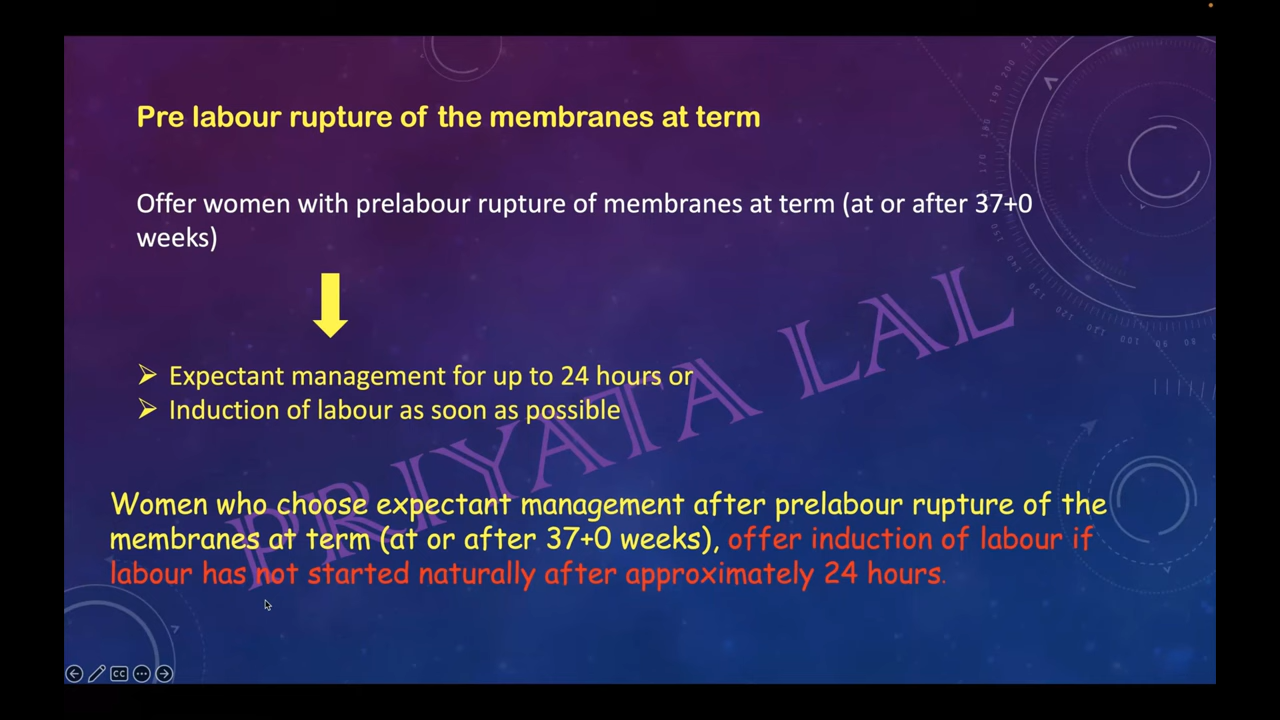 Pre labour rupture of the membranes at term
Offer women with prelabour rupture of membranes at term (at or after 37+0
weeks)
➢ Expectant management for up to 24 hours or
➢ Induction of labour as soon as possible
PRIYATA LAL
Women who choose expectant management after prelabour rupture of the
membranes at term (at or after 37+0 weeks), offer induction of labour if
labour has not started naturally after approximately 24 hours.
CC